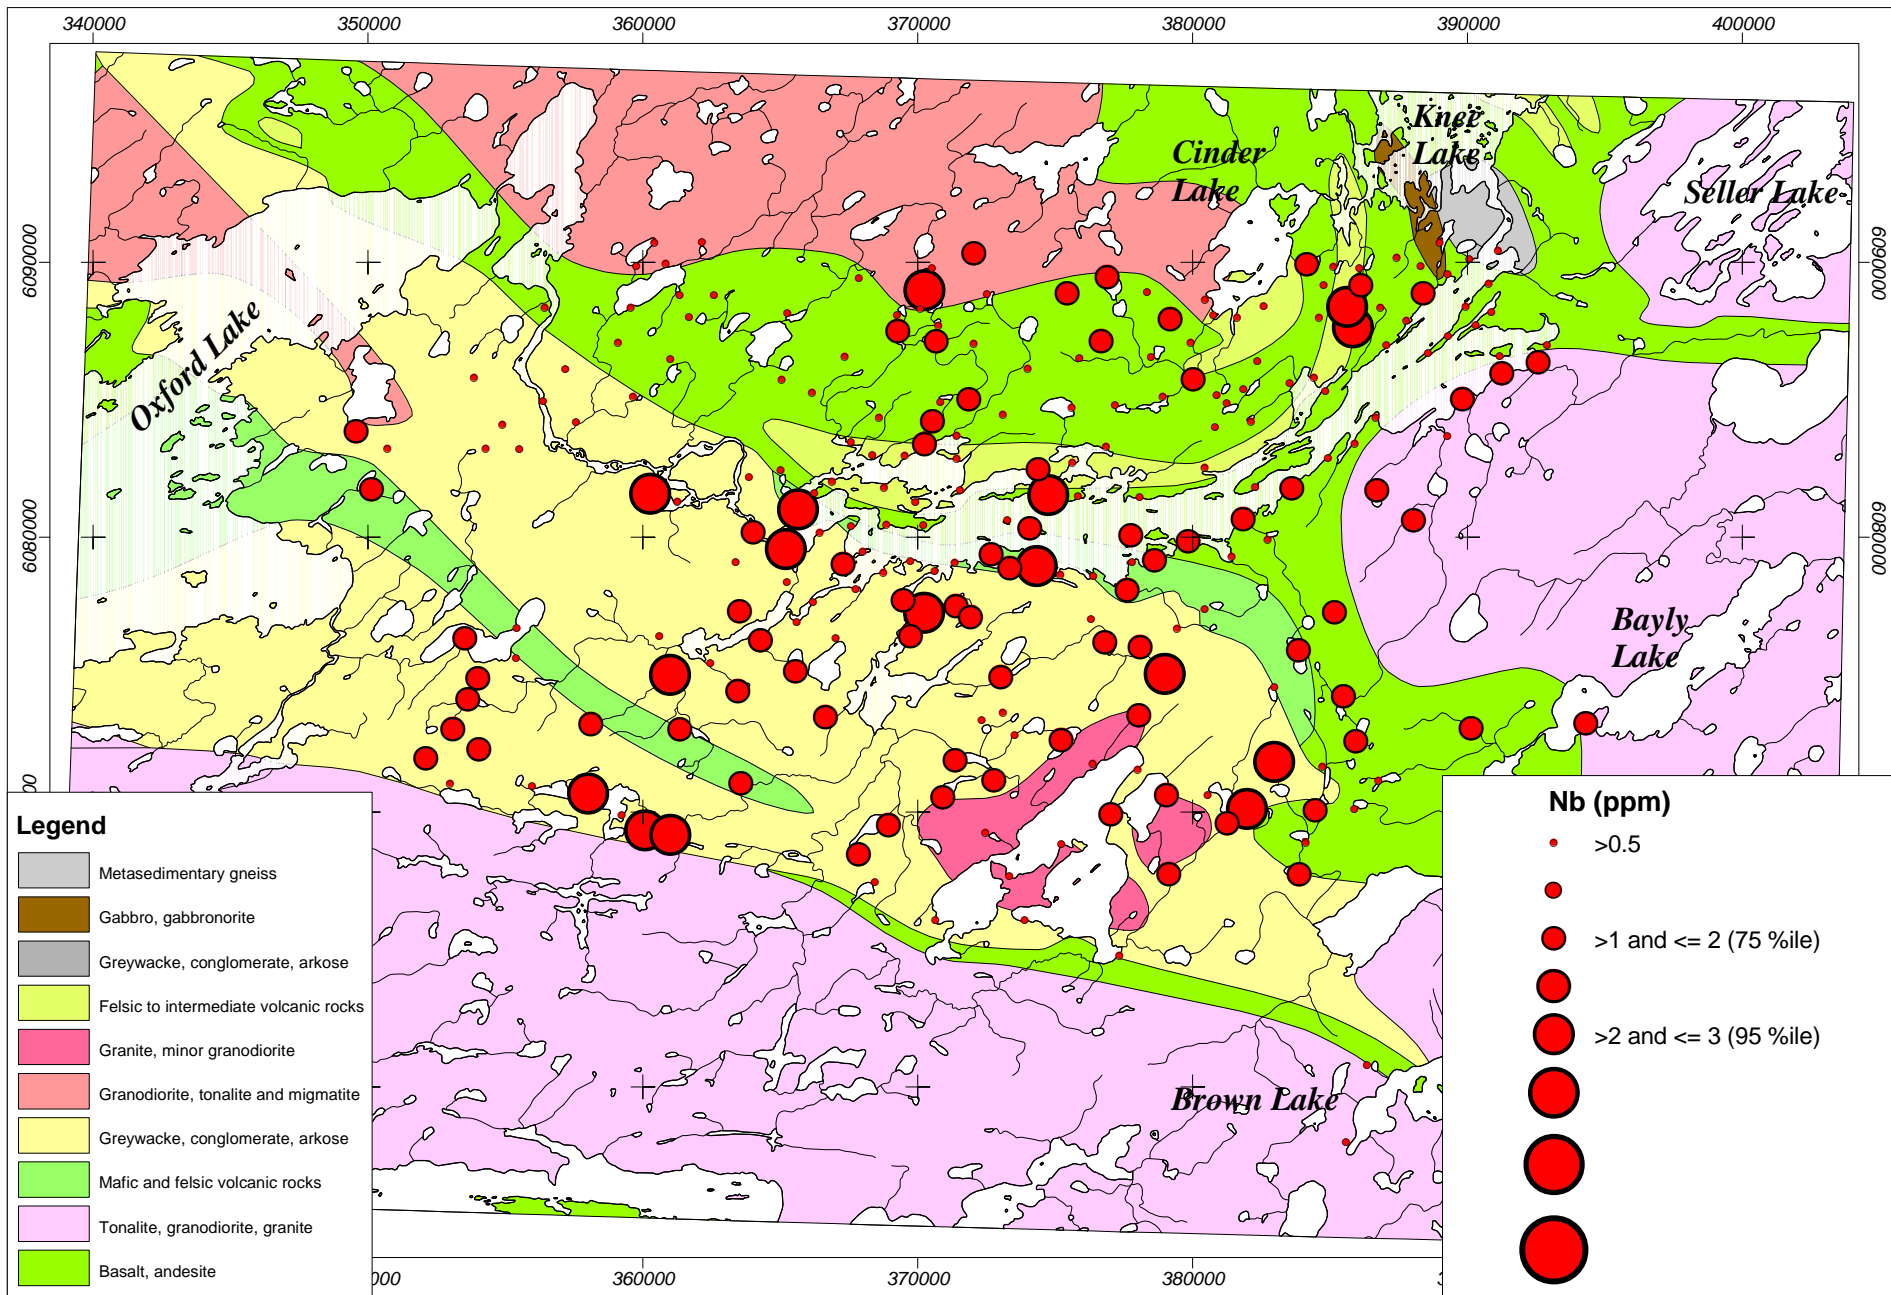 340000 350000 360000 370000 380000 390000 400000
Knee
Lake
Cinder
Lake
Seller Lake
6090000
6090000
Oxford Lake
6080000
6080000
Bayly
Lake
Brown Lake
Legend
Metasedimentary gneiss
Gabbro, gabbronorite
Greywacke, conglomerate, arkose
Felsic to intermediate volcanic rocks
Granite, minor granodiorite
Granodiorite, tonalite and migmatite
Greywacke, conglomerate, arkose
Mafic and felsic volcanic rocks
Tonalite, granodiorite, granite
Basalt, andesite
Nb (ppm)
>0.5
>1 and <= 2 (75 %ile)
>2 and <= 3 (95 %ile)
360000 370000 380000